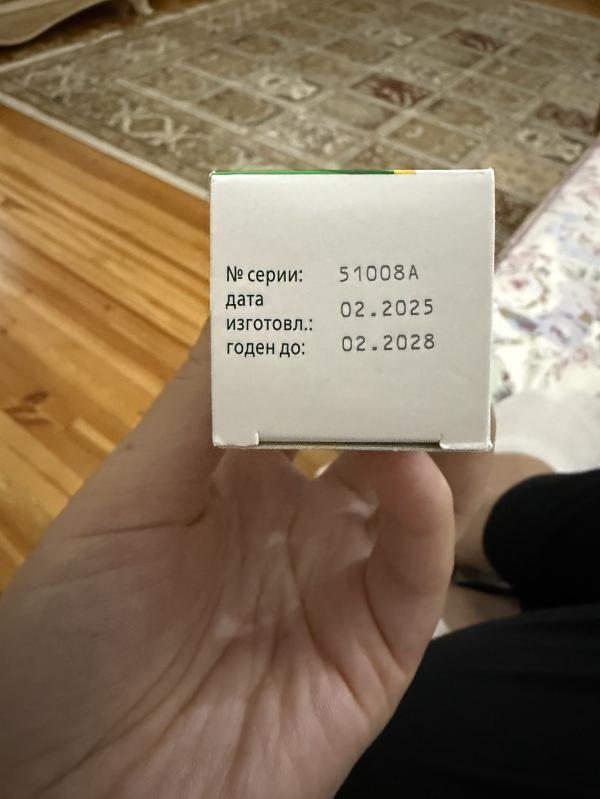 № серии: 51008A
дата
изготовл.: 02.2025
годен до: 02.2028